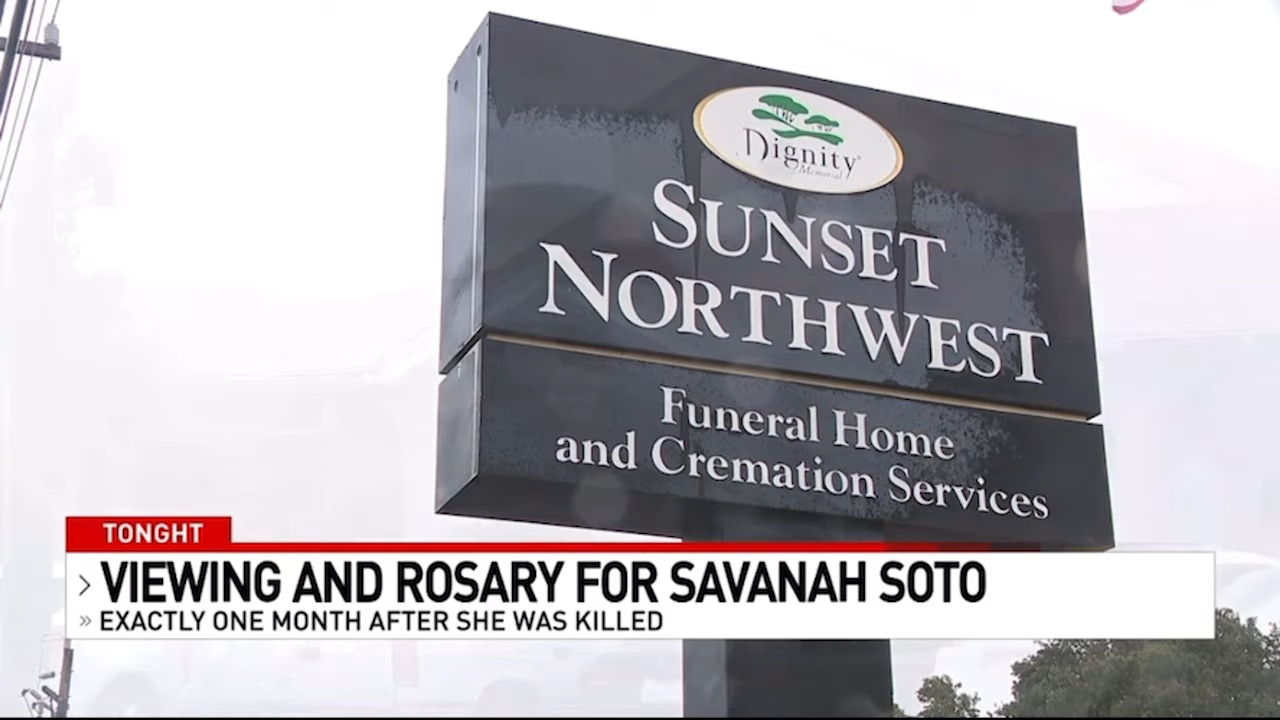 Dignity
Memorial
SUNSET
NORTHWEST
Funeral Home
and Cremation Services
TONGHT
VIEWING AND ROSARY FOR SAVANAH SOTO
EXACTLY ONE MONTH AFTER SHE WAS KILLED